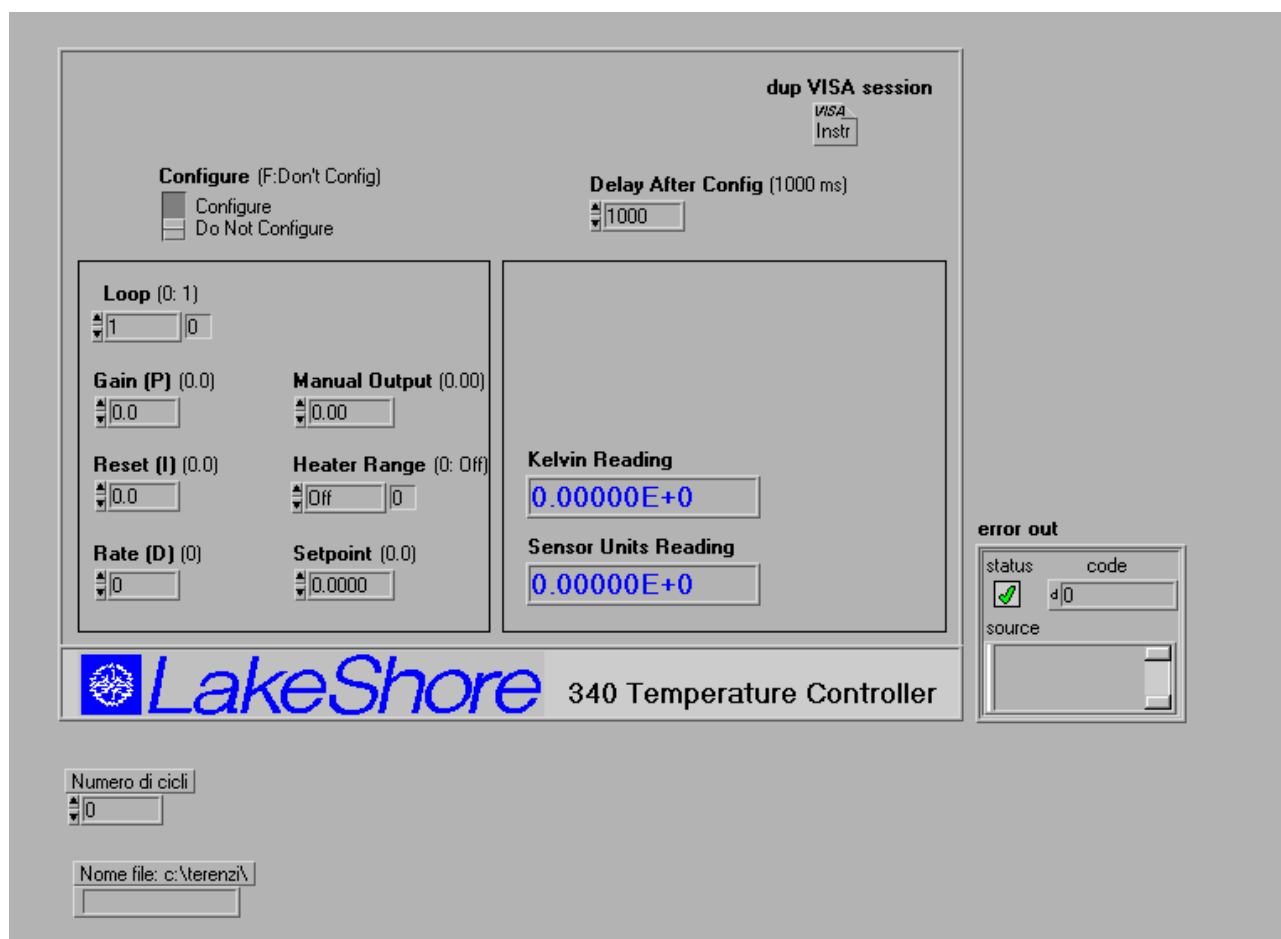 dup VISA session
VISA
Instr
Configure (F:Don't Config)
Configure
Do Not Configure
Delay After Config (1000 ms)
1000
Loop (0: 1)
1 0
Gain (P) (0.0)
0.0
Manual Output (0.00)
0.00
Reset (I) (0.0)
0.0
Heater Range (0: Off)
Off 0
Rate (D) (0)
0
Setpoint (0.0)
0.0000
Kelvin Reading
0.00000E+0
Sensor Units Reading
0.00000E+0
error out
status code
d 0
source
LakeShore 340 Temperature Controller
Numero di cicli
0
Nome file: c:\terenzi\